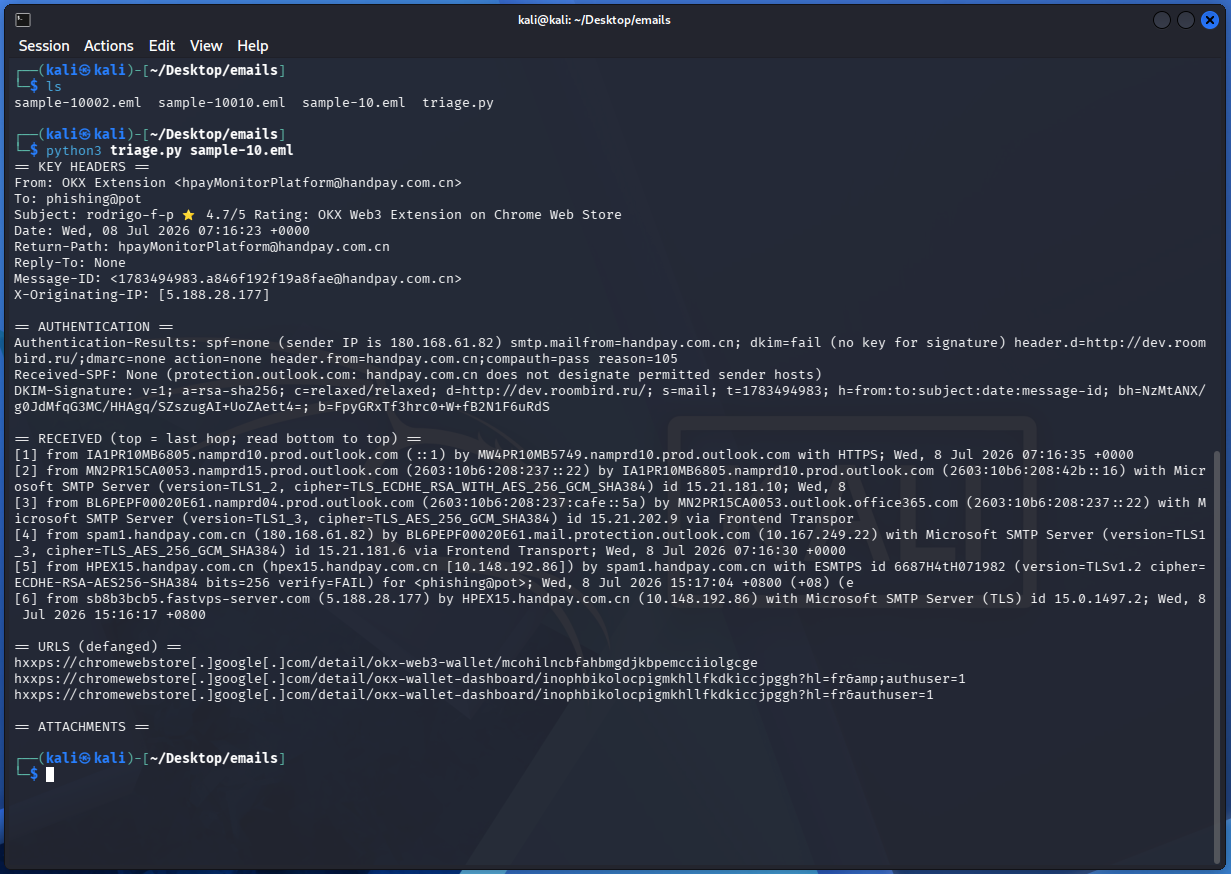 kali@kali: ~/Desktop/emails
Session Actions Edit View Help
┌──(kali㉿kali)-[~/Desktop/emails]
└─$ ls
sample-10002.eml  sample-10010.eml  sample-10.eml  triage.py
┌──(kali㉿kali)-[~/Desktop/emails]
└─$ python3 triage.py sample-10.eml
== KEY HEADERS ==
From: OKX Extension <hpayMonitorPlatform@handpay.com.cn>
To: phishing@pot
Subject: rodrigo-f-p ⭐ 4.7/5 Rating: OKX Web3 Extension on Chrome Web Store
Date: Wed, 08 Jul 2026 07:16:23 +0000
Return-Path: hpayMonitorPlatform@handpay.com.cn
Reply-To: None
Message-ID: <1783494983.a846f192f19a8fae@handpay.com.cn>
X-Originating-IP: [5.188.28.177]
== AUTHENTICATION ==
Authentication-Results: spf=none (sender IP is 180.168.61.82) smtp.mailfrom=handpay.com.cn; dkim=fail (no key for signature) header.d=http://dev.room
bird.ru/;dmarc=none action=none header.from=handpay.com.cn;compauth=pass reason=105
Received-SPF: None (protection.outlook.com: handpay.com.cn does not designate permitted sender hosts)
DKIM-Signature: v=1; a=rsa-sha256; c=relaxed/relaxed; d=http://dev.roombird.ru/; s=mail; t=1783494983; h=from:to:subject:date:message-id; bh=NzMtANX/
g0JdMfqG3MC/HHAgq/SZszugAI+UoZAett4=; b=FpyGRxTf3hrc0+W+fB2N1F6uRdS
== RECEIVED (top = last hop; read bottom to top) ==
[1] from IA1PR10MB6805.namprd10.prod.outlook.com (::1) by MW4PR10MB5749.namprd10.prod.outlook.com with HTTPS; Wed, 8 Jul 2026 07:16:35 +0000
[2] from MN2PR15CA0053.namprd15.prod.outlook.com (2603:10b6:208:237::22) by IA1PR10MB6805.namprd10.prod.outlook.com (2603:10b6:208:42b::16) with Micr
osoft SMTP Server (version=TLS1_2, cipher=TLS_ECDHE_RSA_WITH_AES_256_GCM_SHA384) id 15.21.181.10; Wed, 8
[3] from BL6PEPF00020E61.namprd04.prod.outlook.com (2603:10b6:208:237:cafe::5a) by MN2PR15CA0053.outlook.office365.com (2603:10b6:208:237::22) with M
icrosoft SMTP Server (version=TLS1_3, cipher=TLS_AES_256_GCM_SHA384) id 15.21.202.9 via Frontend Transpor
[4] from spam1.handpay.com.cn (180.168.61.82) by BL6PEPF00020E61.mail.protection.outlook.com (10.167.249.22) with Microsoft SMTP Server (version=TLS1
_3, cipher=TLS_AES_256_GCM_SHA384) id 15.21.181.6 via Frontend Transport; Wed, 8 Jul 2026 07:16:30 +0000
[5] from HPEX15.handpay.com.cn (hpex15.handpay.com.cn [10.148.192.86]) by spam1.handpay.com.cn with ESMTPS id 6687H4tH071982 (version=TLSv1.2 cipher=
ECDHE-RSA-AES256-SHA384 bits=256 verify=FAIL) for <phishing@pot>; Wed, 8 Jul 2026 15:17:04 +0800 (+08) (e
[6] from sb8b3bcb5.fastvps-server.com (5.188.28.177) by HPEX15.handpay.com.cn (10.148.192.86) with Microsoft SMTP Server (TLS) id 15.0.1497.2; Wed, 8
 Jul 2026 15:16:17 +0800
== URLS (defanged) ==
hxxps://chromewebstore[.]google[.]com/detail/okx-web3-wallet/mcohilncbfahbmgdjkbpemcciiolgcge
hxxps://chromewebstore[.]google[.]com/detail/oкx-wallet-dashboard/inophbikolocpigmkhllfkdkiccjpggh?hl=fr&amp;authuser=1
hxxps://chromewebstore[.]google[.]com/detail/oкx-wallet-dashboard/inophbikolocpigmkhllfkdkiccjpggh?hl=fr&authuser=1
== ATTACHMENTS ==
┌──(kali㉿kali)-[~/Desktop/emails]
└─$
KALI